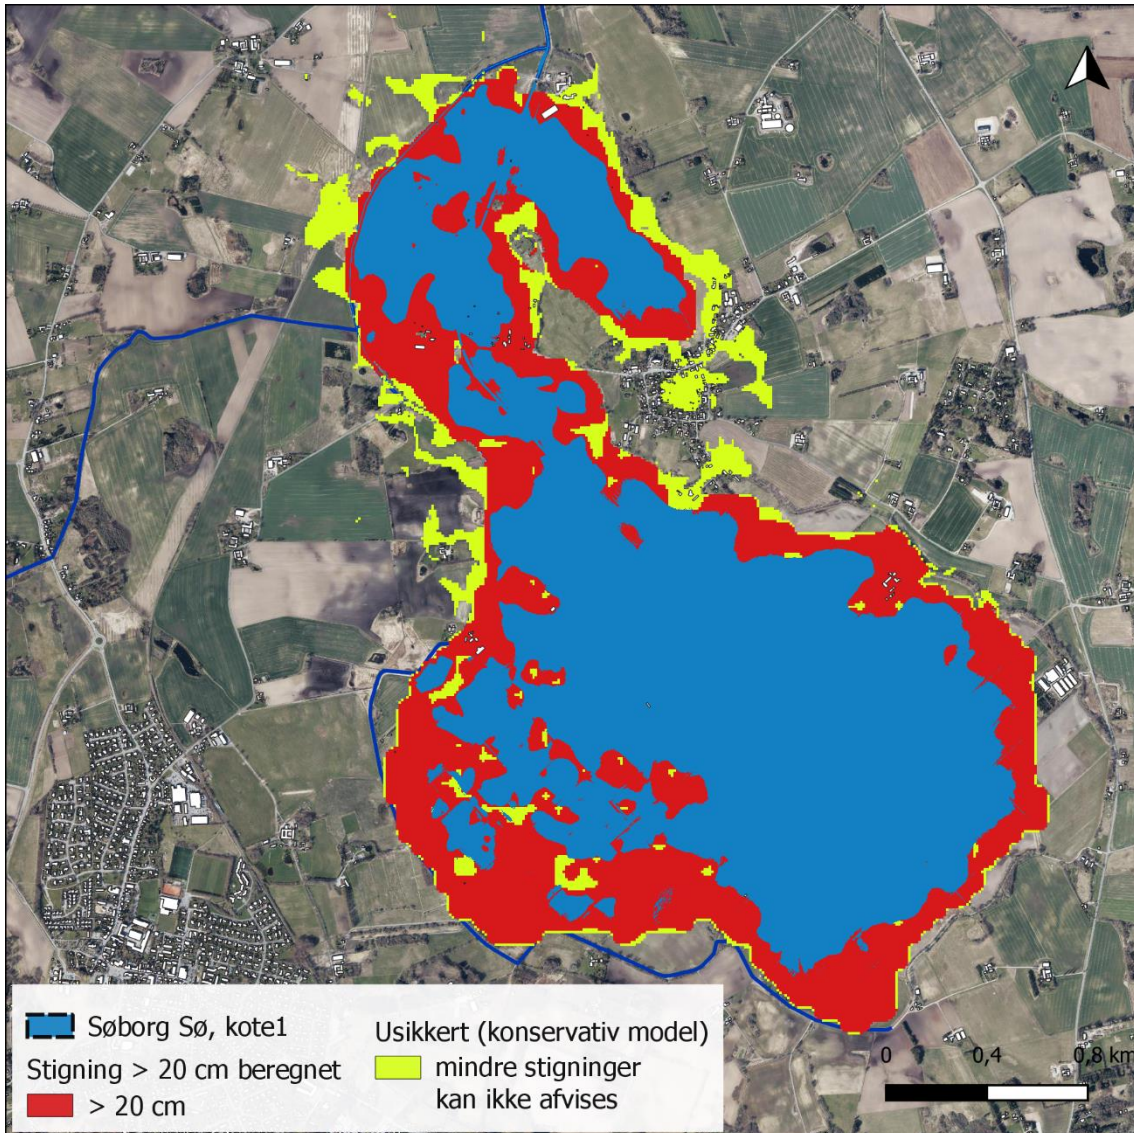 Søborg Sø, kote1
Stigning > 20 cm beregnet
> 20 cm
Usikkert (konservativ model)
mindre stigninger
kan ikke afvises
0 0,4 0,8 km